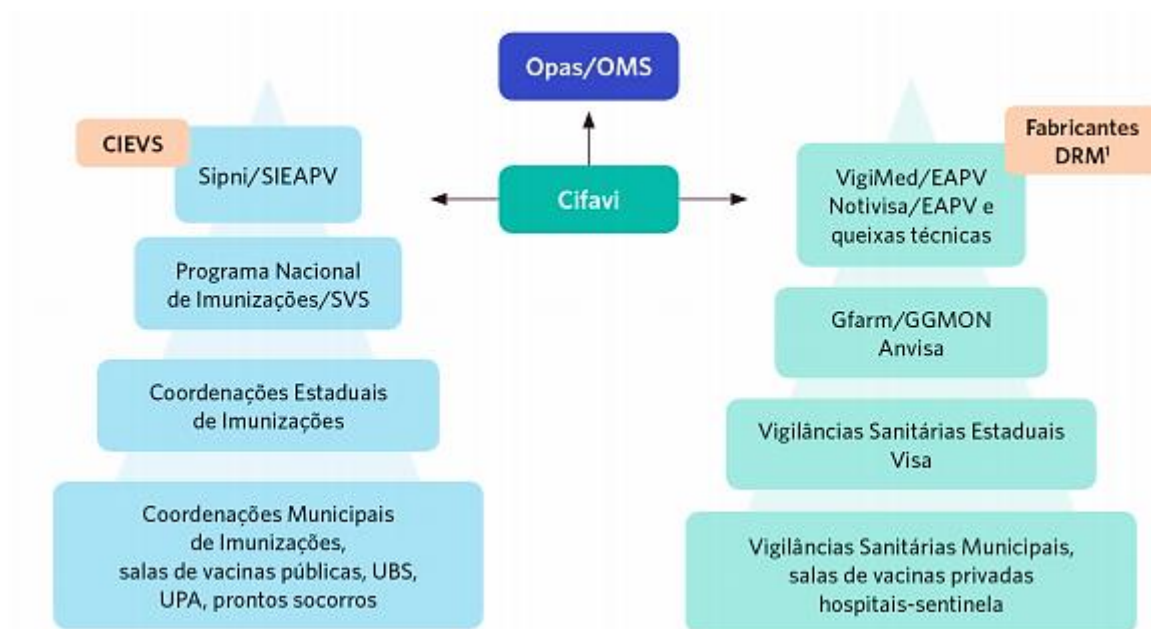 Opas/OMS
CIEVS
Sipni/SIEAPV
Cifavi
Fabricantes
DRM¹
VigiMed/EAPV
Notivisa/EAPV e
queixas técnicas
Programa Nacional
de Imunizações/SVS
Gfarm/GGMON
Anvisa
Coordenações Estaduais
de Imunizações
Vigilâncias Sanitárias Estaduais
Visa
Coordenações Municipais
de Imunizações,
salas de vacinas públicas, UBS,
UPA, prontos socorros
Vigilâncias Sanitárias Municipais,
salas de vacinas privadas
hospitais-sentinela